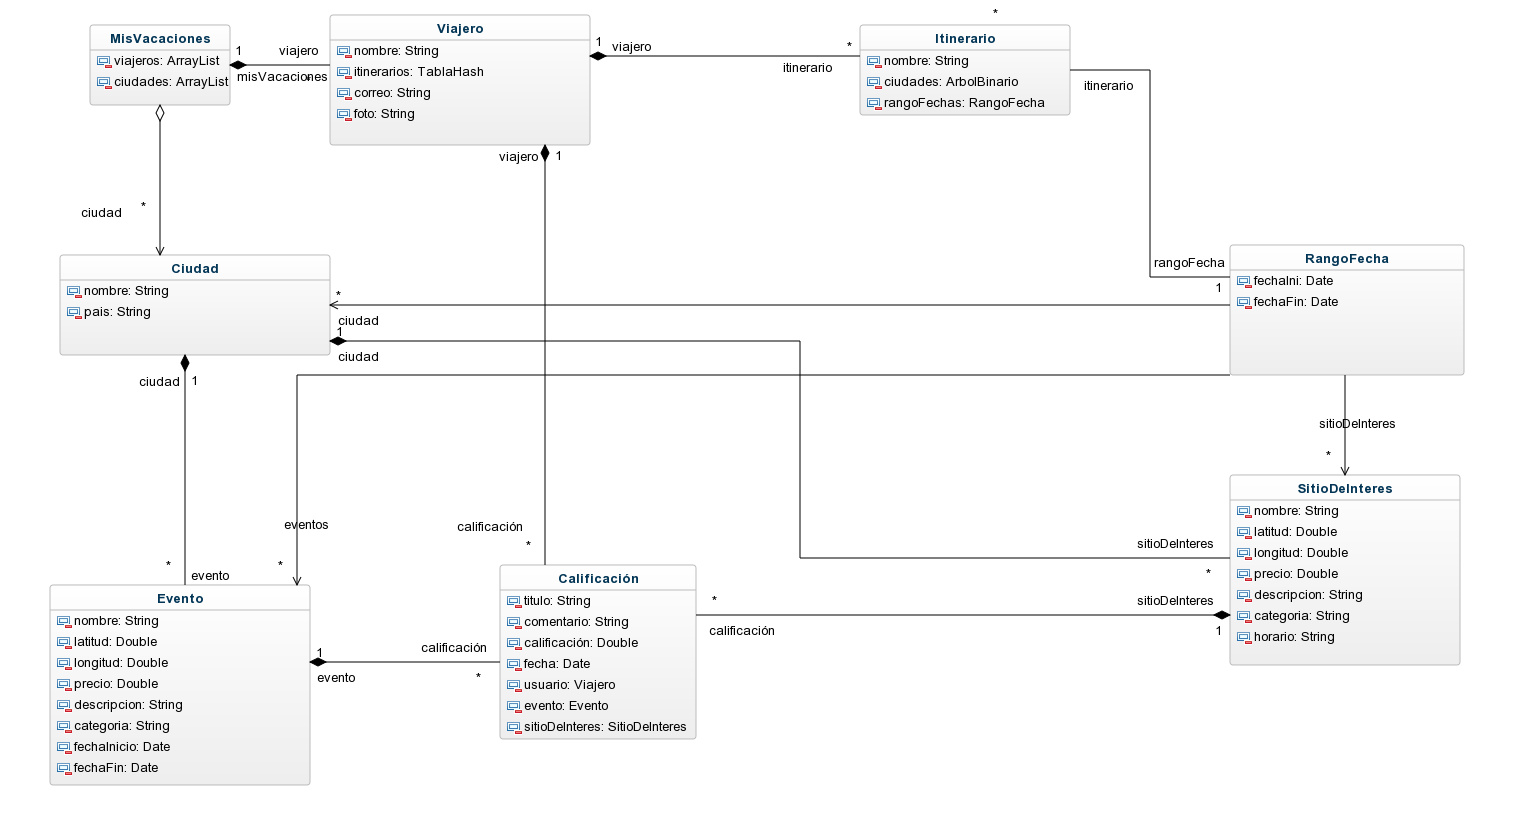 *
MisVacaciones
viajeros: ArrayList
ciudades: ArrayList
1
viajero
misVacaciones
*
Viajero
nombre: String
itinerarios: TablaHash
correo: String
foto: String
1
viajero
*
itinerario
Itinerario
nombre: String
ciudades: ArbolBinario
rangoFechas: RangoFecha
itinerario
viajero
1
ciudad
*
Ciudad
nombre: String
pais: String
rangoFecha
1
RangoFecha
fechaIni: Date
fechaFin: Date
*
ciudad
1
ciudad
ciudad
1
sitioDeInteres
*
eventos
*
*
evento
calificación
*
sitioDeInteres
*
SitioDeInteres
nombre: String
latitud: Double
longitud: Double
precio: Double
descripcion: String
categoria: String
horario: String
Evento
nombre: String
latitud: Double
longitud: Double
precio: Double
descripcion: String
categoria: String
fechaInicio: Date
fechaFin: Date
1
evento
calificación
*
Calificación
titulo: String
comentario: String
calificación: Double
fecha: Date
usuario: Viajero
evento: Evento
sitioDeInteres: SitioDeInteres
*
calificación
sitioDeInteres
1